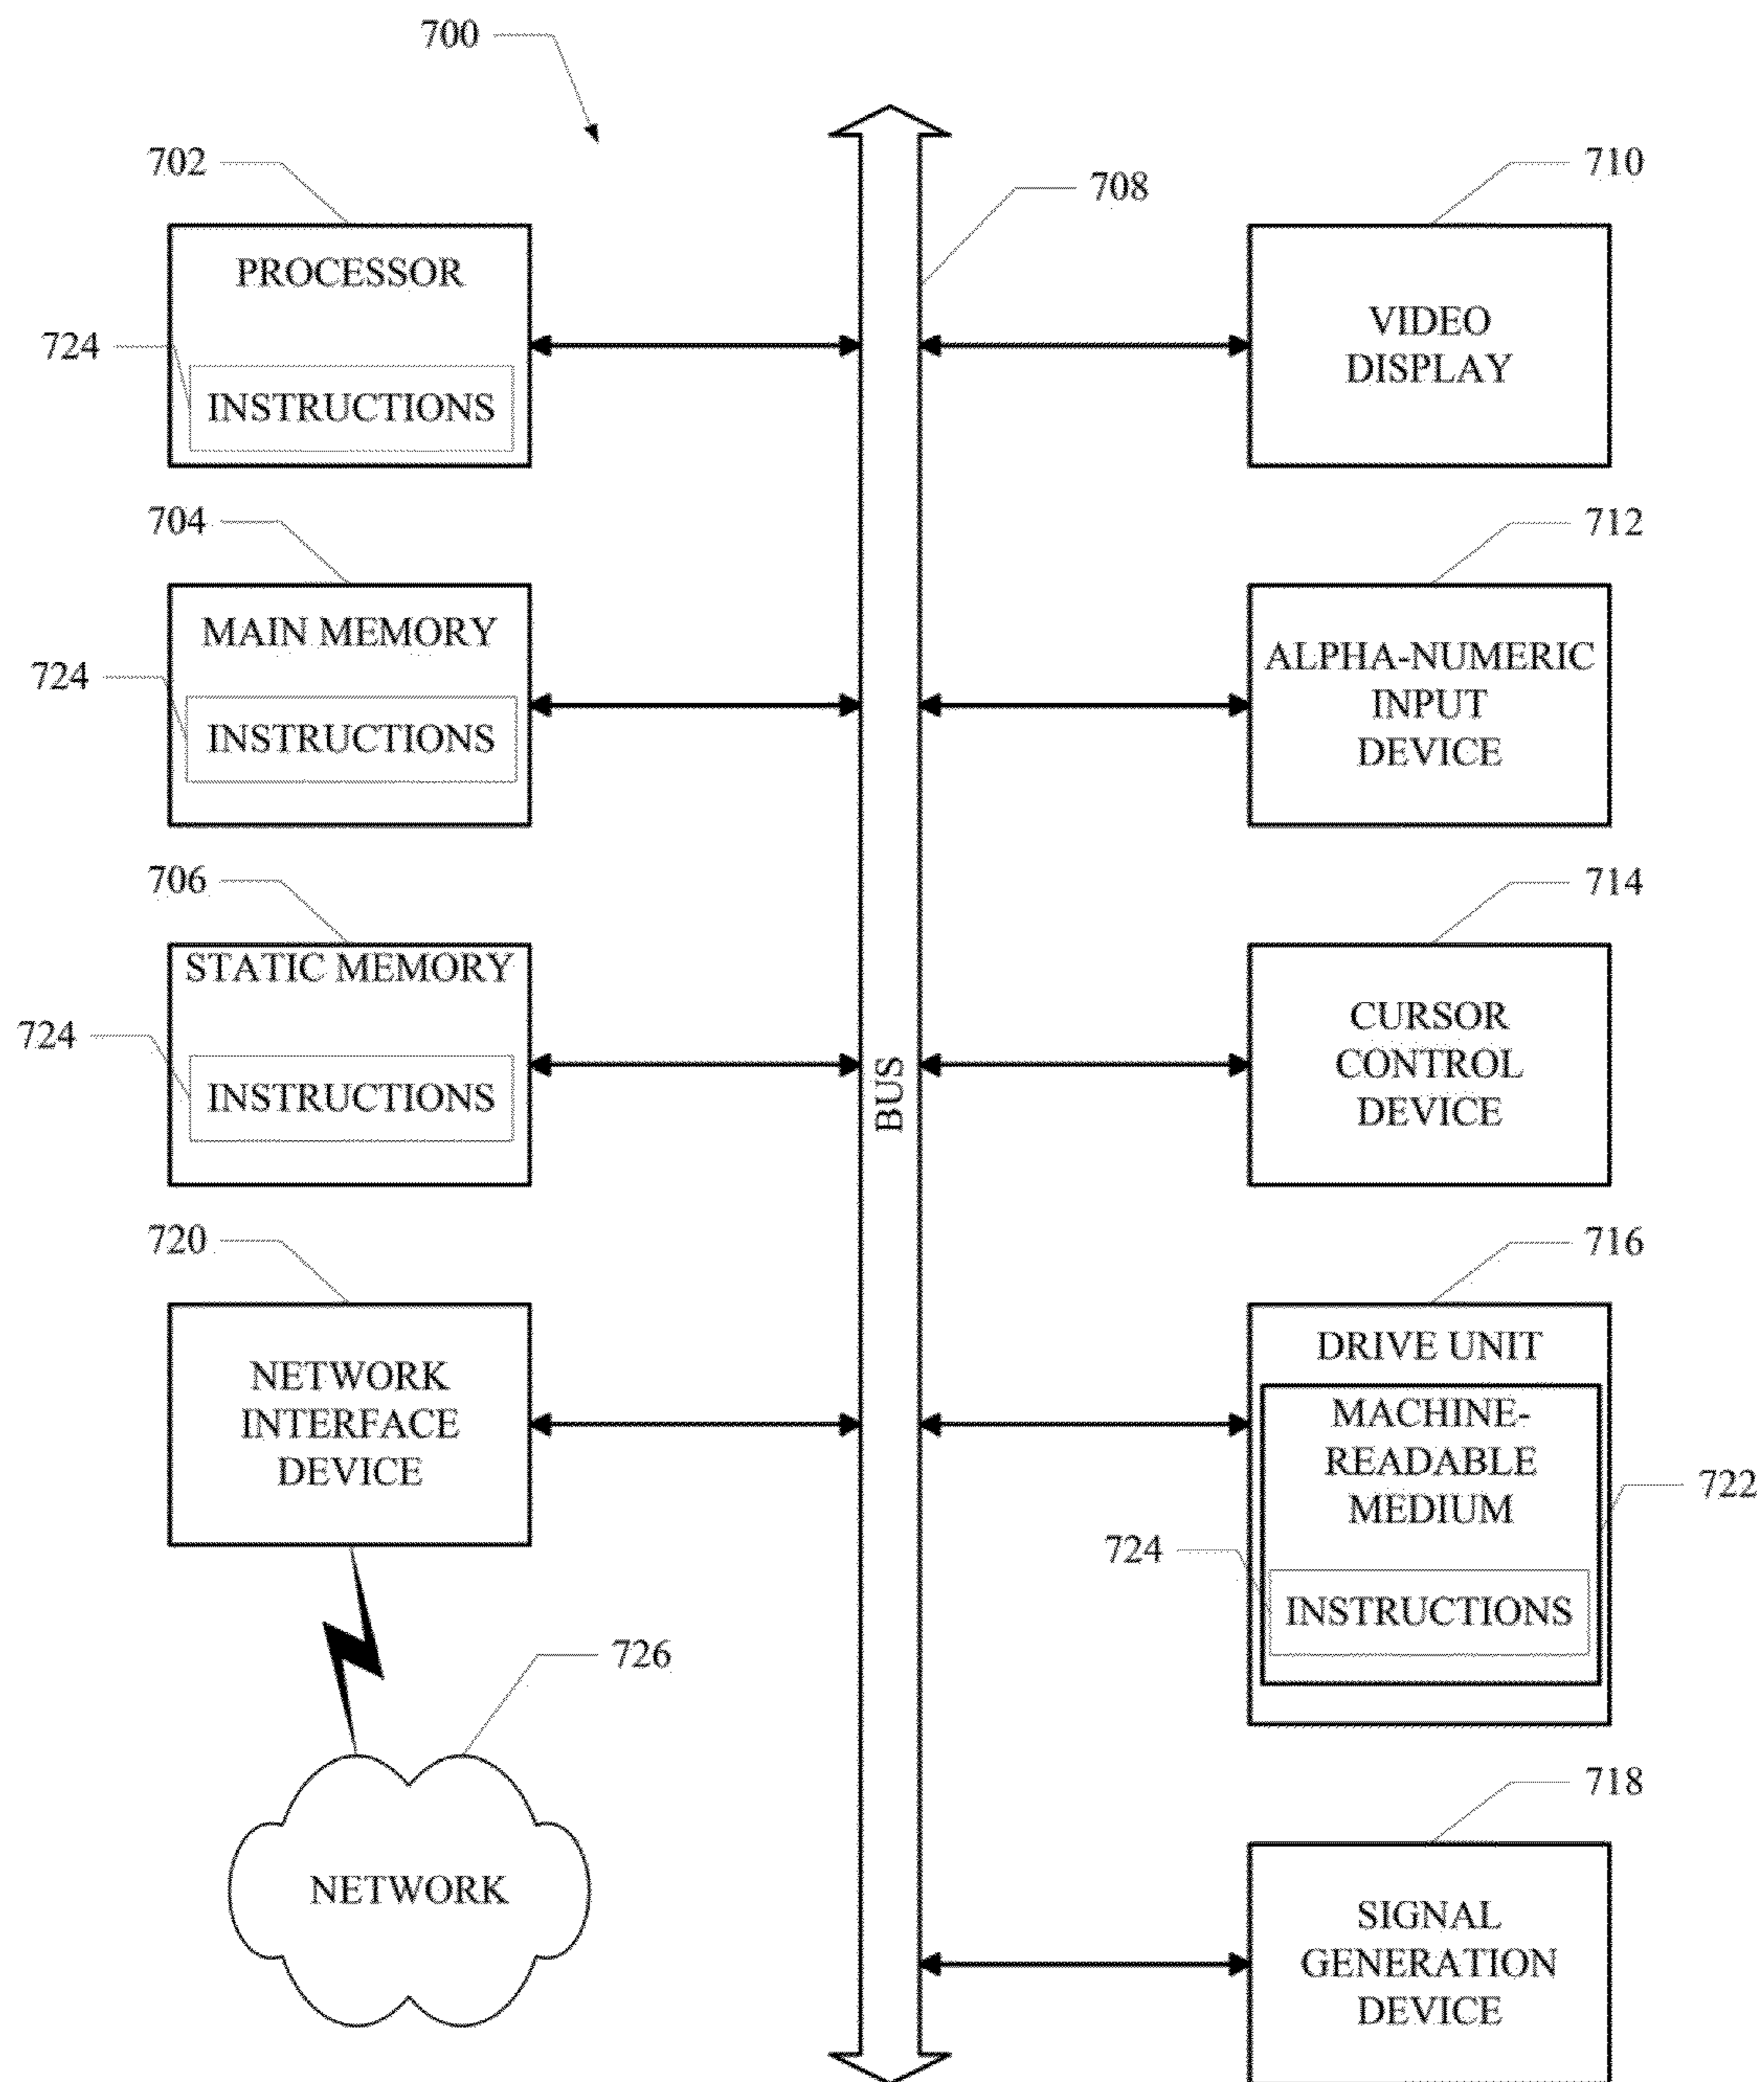 700
702
708
710
PROCESSOR
724
INSTRUCTIONS
VIDEO
DISPLAY
704
712
MAIN MEMORY
724
INSTRUCTIONS
ALPHA-NUMERIC
INPUT
DEVICE
706
714
STATIC MEMORY
724
INSTRUCTIONS
BUS
CURSOR
CONTROL
DEVICE
720
716
NETWORK
INTERFACE
DEVICE
DRIVE UNIT
MACHINE-
READABLE
MEDIUM
722
724
INSTRUCTIONS
726
NETWORK
718
SIGNAL
GENERATION
DEVICE